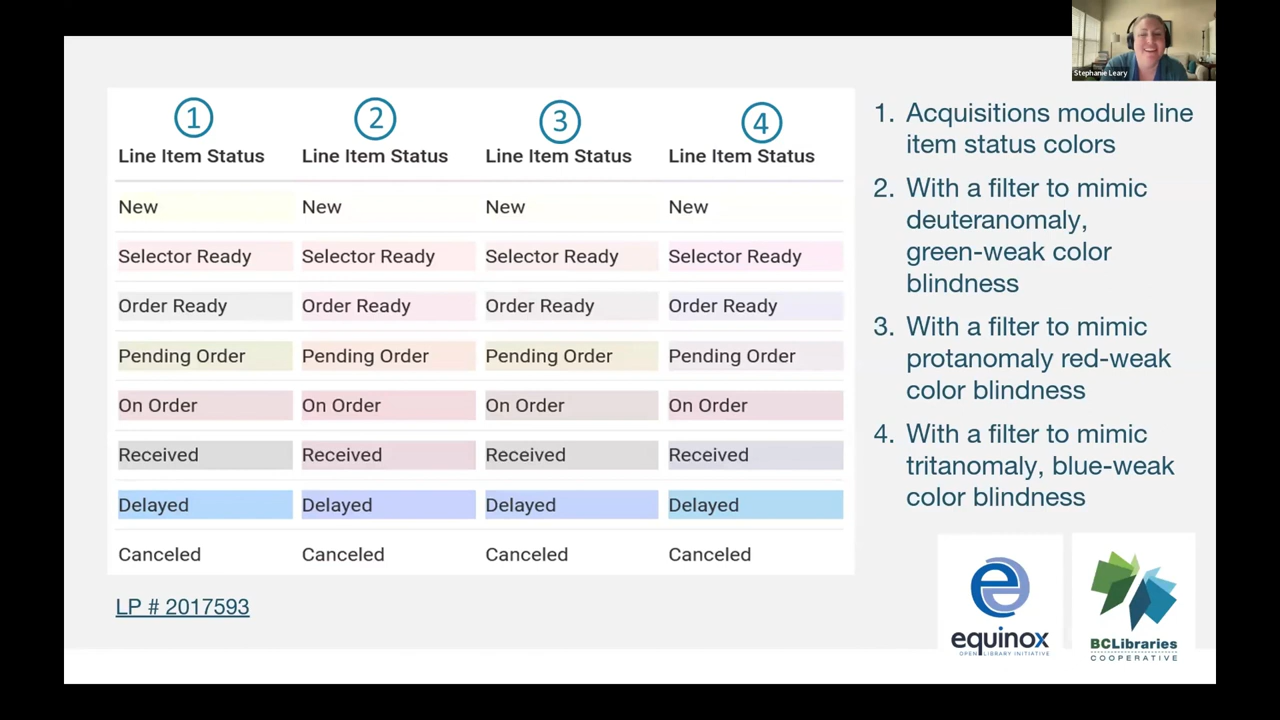 Stephanie Leary
1 2 3 4
Line Item Status Line Item Status Line Item Status Line Item Status
New New New New
Selector Ready Selector Ready Selector Ready Selector Ready
Order Ready Order Ready Order Ready Order Ready
Pending Order Pending Order Pending Order Pending Order
On Order On Order On Order On Order
Received Received Received Received
Delayed Delayed Delayed Delayed
Canceled Canceled Canceled Canceled
LP # 2017593
1. Acquisitions module line
item status colors
2. With a filter to mimic
deuteranomaly,
green-weak color
blindness
3. With a filter to mimic
protanomaly red-weak
color blindness
4. With a filter to mimic
tritanomaly, blue-weak
color blindness
equinox
OPEN LIBRARY INITIATIVE
BCLibraries
COOPERATIVE